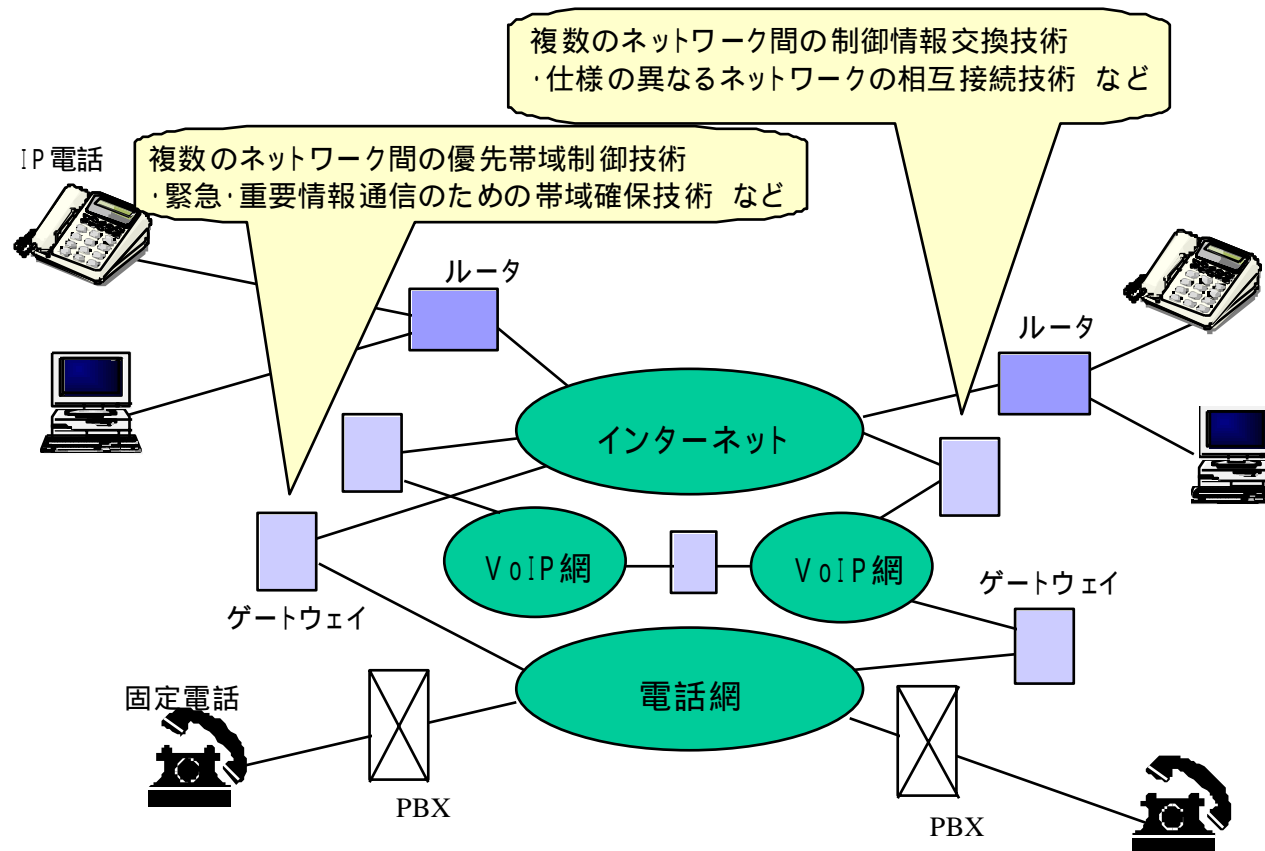 複数のネットワーク間の制御情報交換技術
・仕様の異なるネットワークの相互接続技術 など
IP電話
複数のネットワーク間の優先帯域制御技術
・緊急・重要情報通信のための帯域確保技術 など
ルータ
ルータ
インターネット
VoIP網
VoIP網
ゲートウェイ
ゲートウェイ
固定電話
電話網
PBX
PBX